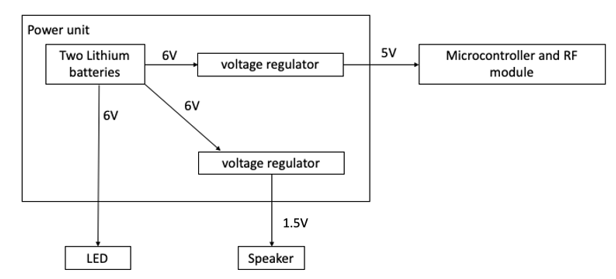 Power unit
Two Lithium
batteries
6V
voltage regulator
5V
Microcontroller and RF
module
6V
6V
voltage regulator
1.5V
LED
Speaker